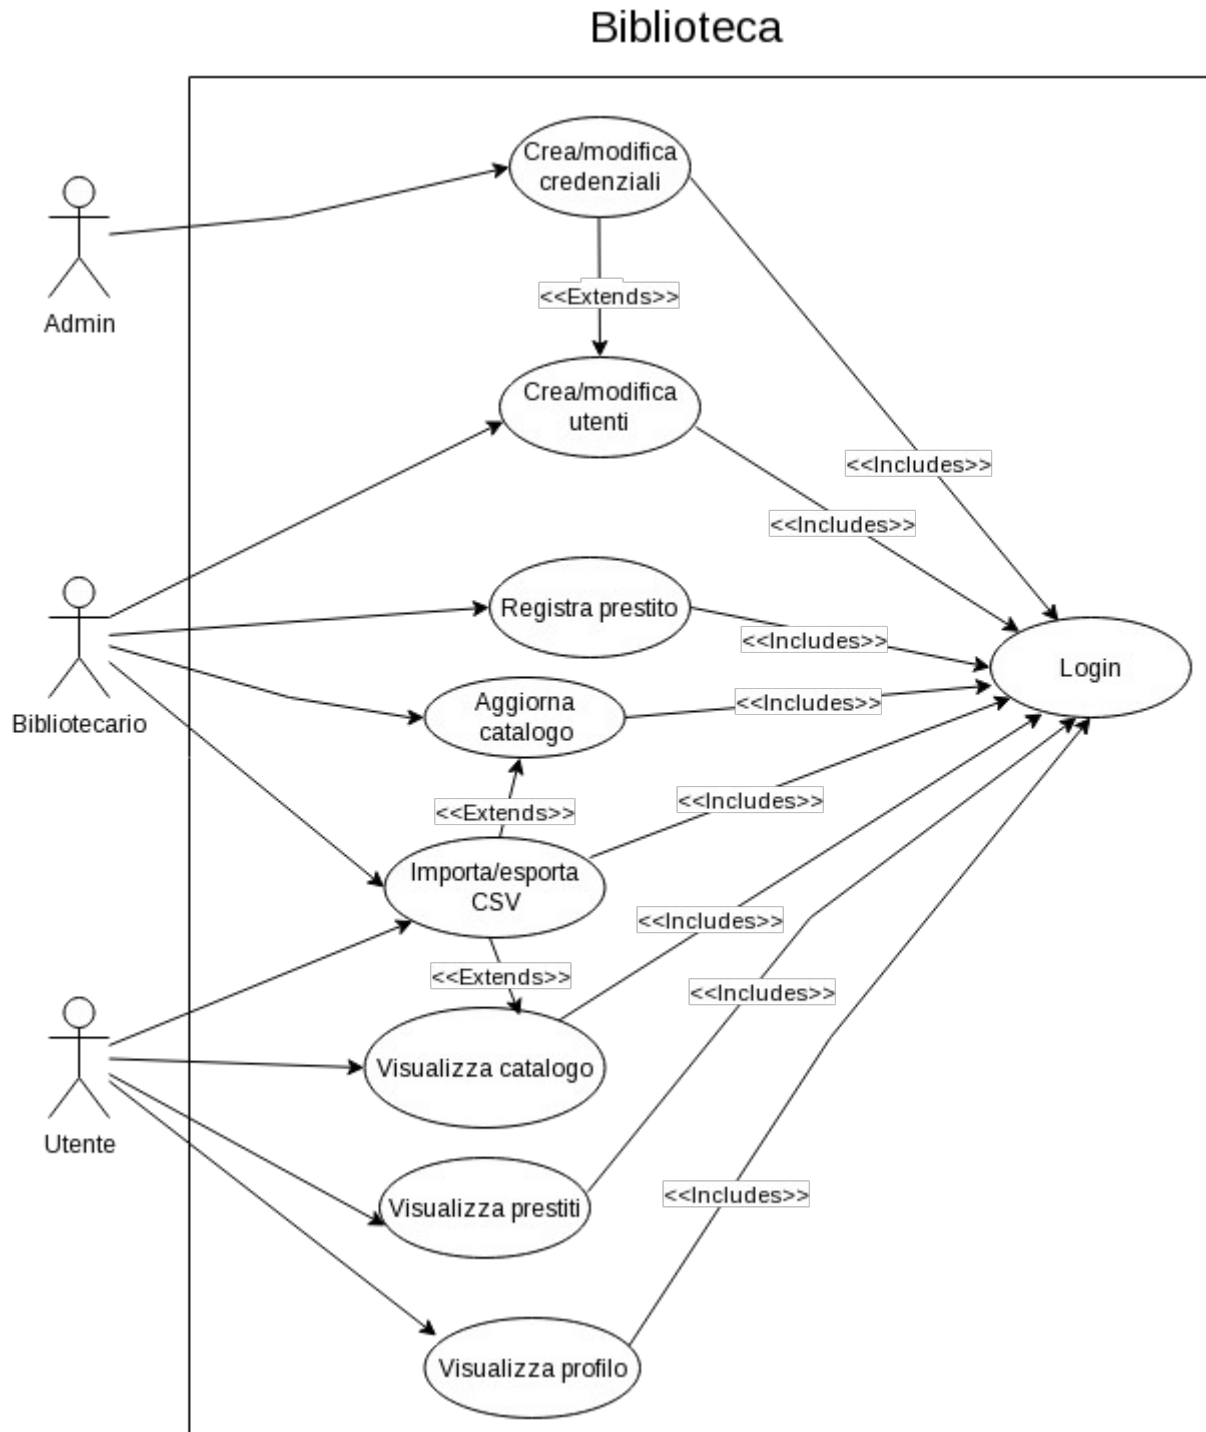 Biblioteca
Crea/modifica
credenziali
Admin
<<Extends>>
Crea/modifica
utenti
<<Includes>>
<<Includes>>
Registra prestito
<<Includes>>
Login
Bibliotecario
Aggiorna
catalogo
<<Includes>>
<<Extends>>
<<Includes>>
Importa/esporta
CSV
<<Includes>>
<<Extends>>
<<Includes>>
Visualizza catalogo
Utente
Visualizza prestiti
<<Includes>>
Visualizza profilo